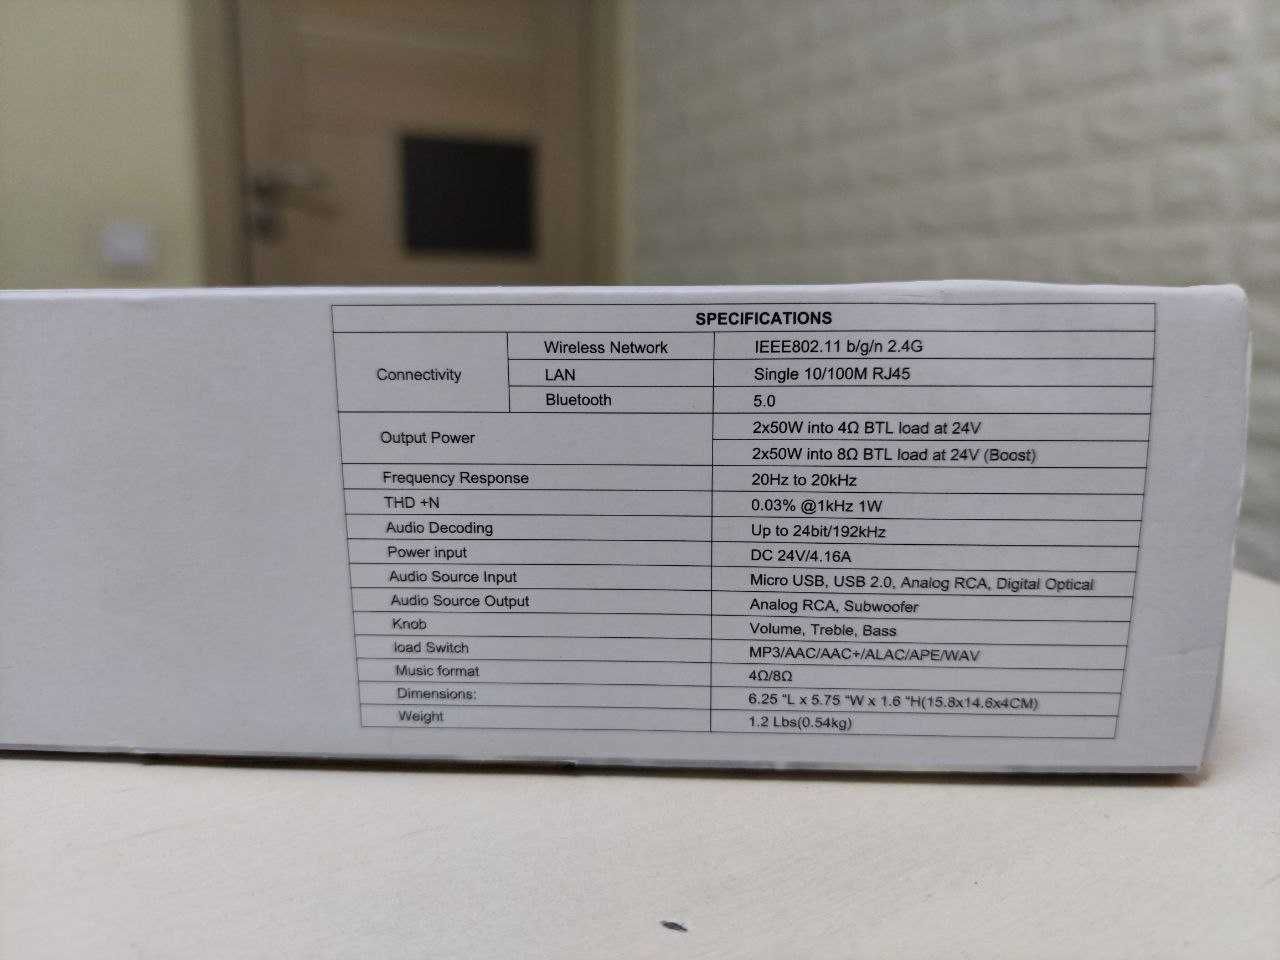 SPECIFICATIONS
Connectivity
Wireless Network IEEE802.11 b/g/n 2.4G
LAN Single 10/100M RJ45
Bluetooth 5.0
Output Power
2x50W into 4Ω BTL load at 24V
2x50W into 8Ω BTL load at 24V (Boost)
Frequency Response 20Hz to 20kHz
THD +N 0.03% @1kHz 1W
Audio Decoding Up to 24bit/192kHz
Power input DC 24V/4.16A
Audio Source Input Micro USB, USB 2.0, Analog RCA, Digital Optical
Audio Source Output Analog RCA, Subwoofer
Knob Volume, Treble, Bass
load Switch MP3/AAC/AAC+/ALAC/APE/WAV
Music format 4Ω/8Ω
Dimensions: 6.25 "L x 5.75 "W x 1.6 "H(15.8x14.6x4CM)
Weight 1.2 Lbs(0.54kg)